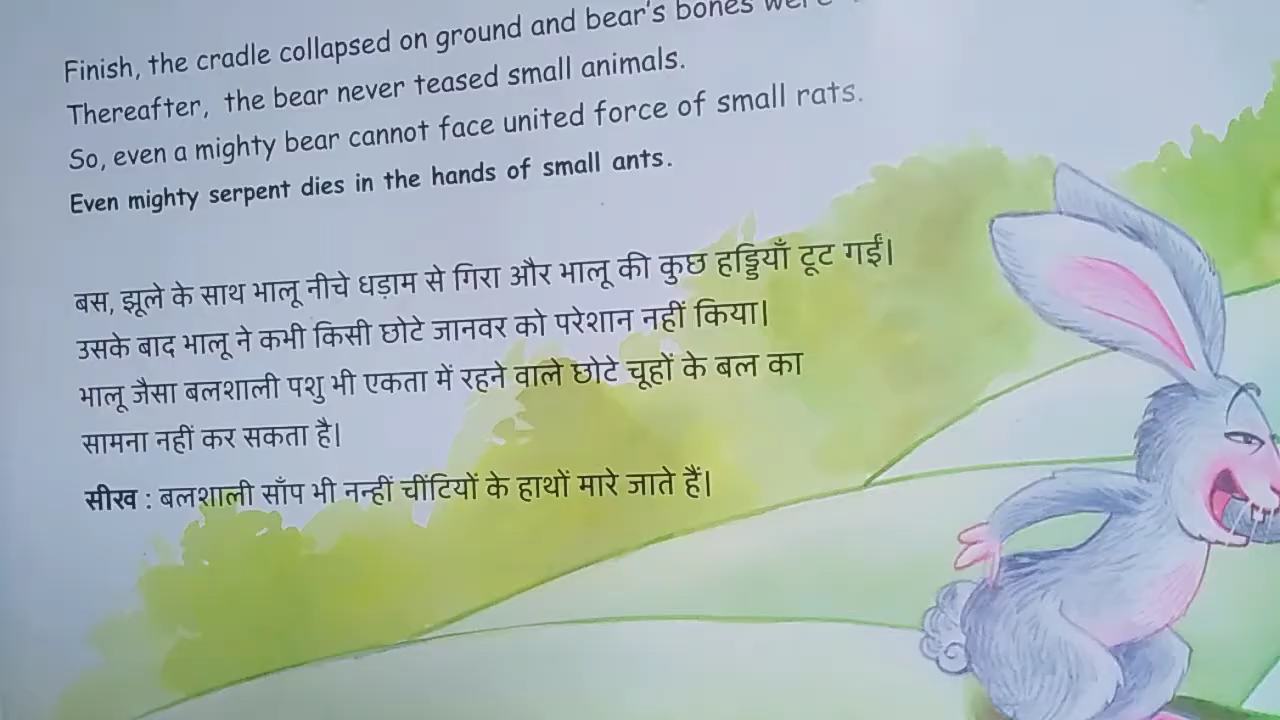 Finish, the cradle collapsed on ground and bear's bones were
Thereafter, the bear never teased small animals.
So, even a mighty bear cannot face united force of small rats.
Even mighty serpent dies in the hands of small ants.
बस, झूले के साथ भालू नीचे धड़ाम से गिरा और भालू की कुछ हड्डियाँ टूट गईं।
उसके बाद भालू ने कभी किसी छोटे जानवर को परेशान नहीं किया।
भालू जैसा बलशाली पशु भी एकता में रहने वाले छोटे चूहों के बल का
सामना नहीं कर सकता है।
सीख : बलशाली साँप भी नन्हीं चींटियों के हाथों मारे जाते हैं।